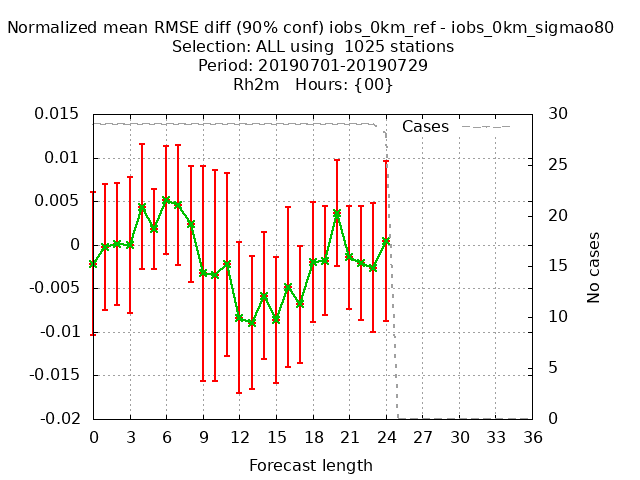 Normalized mean RMSE diff (90% conf) iobs_0km_ref - iobs_0km_sigmao80
Selection: ALL using  1025 stations
Period: 20190701-20190729
Rh2m   Hours: {00}
Cases
0.015
0.01
0.005
0
-0.005
-0.01
-0.015
-0.02
30
25
20
15
10
5
0
No cases
0 3 6 9 12 15 18 21 24 27 30 33 36
Forecast length